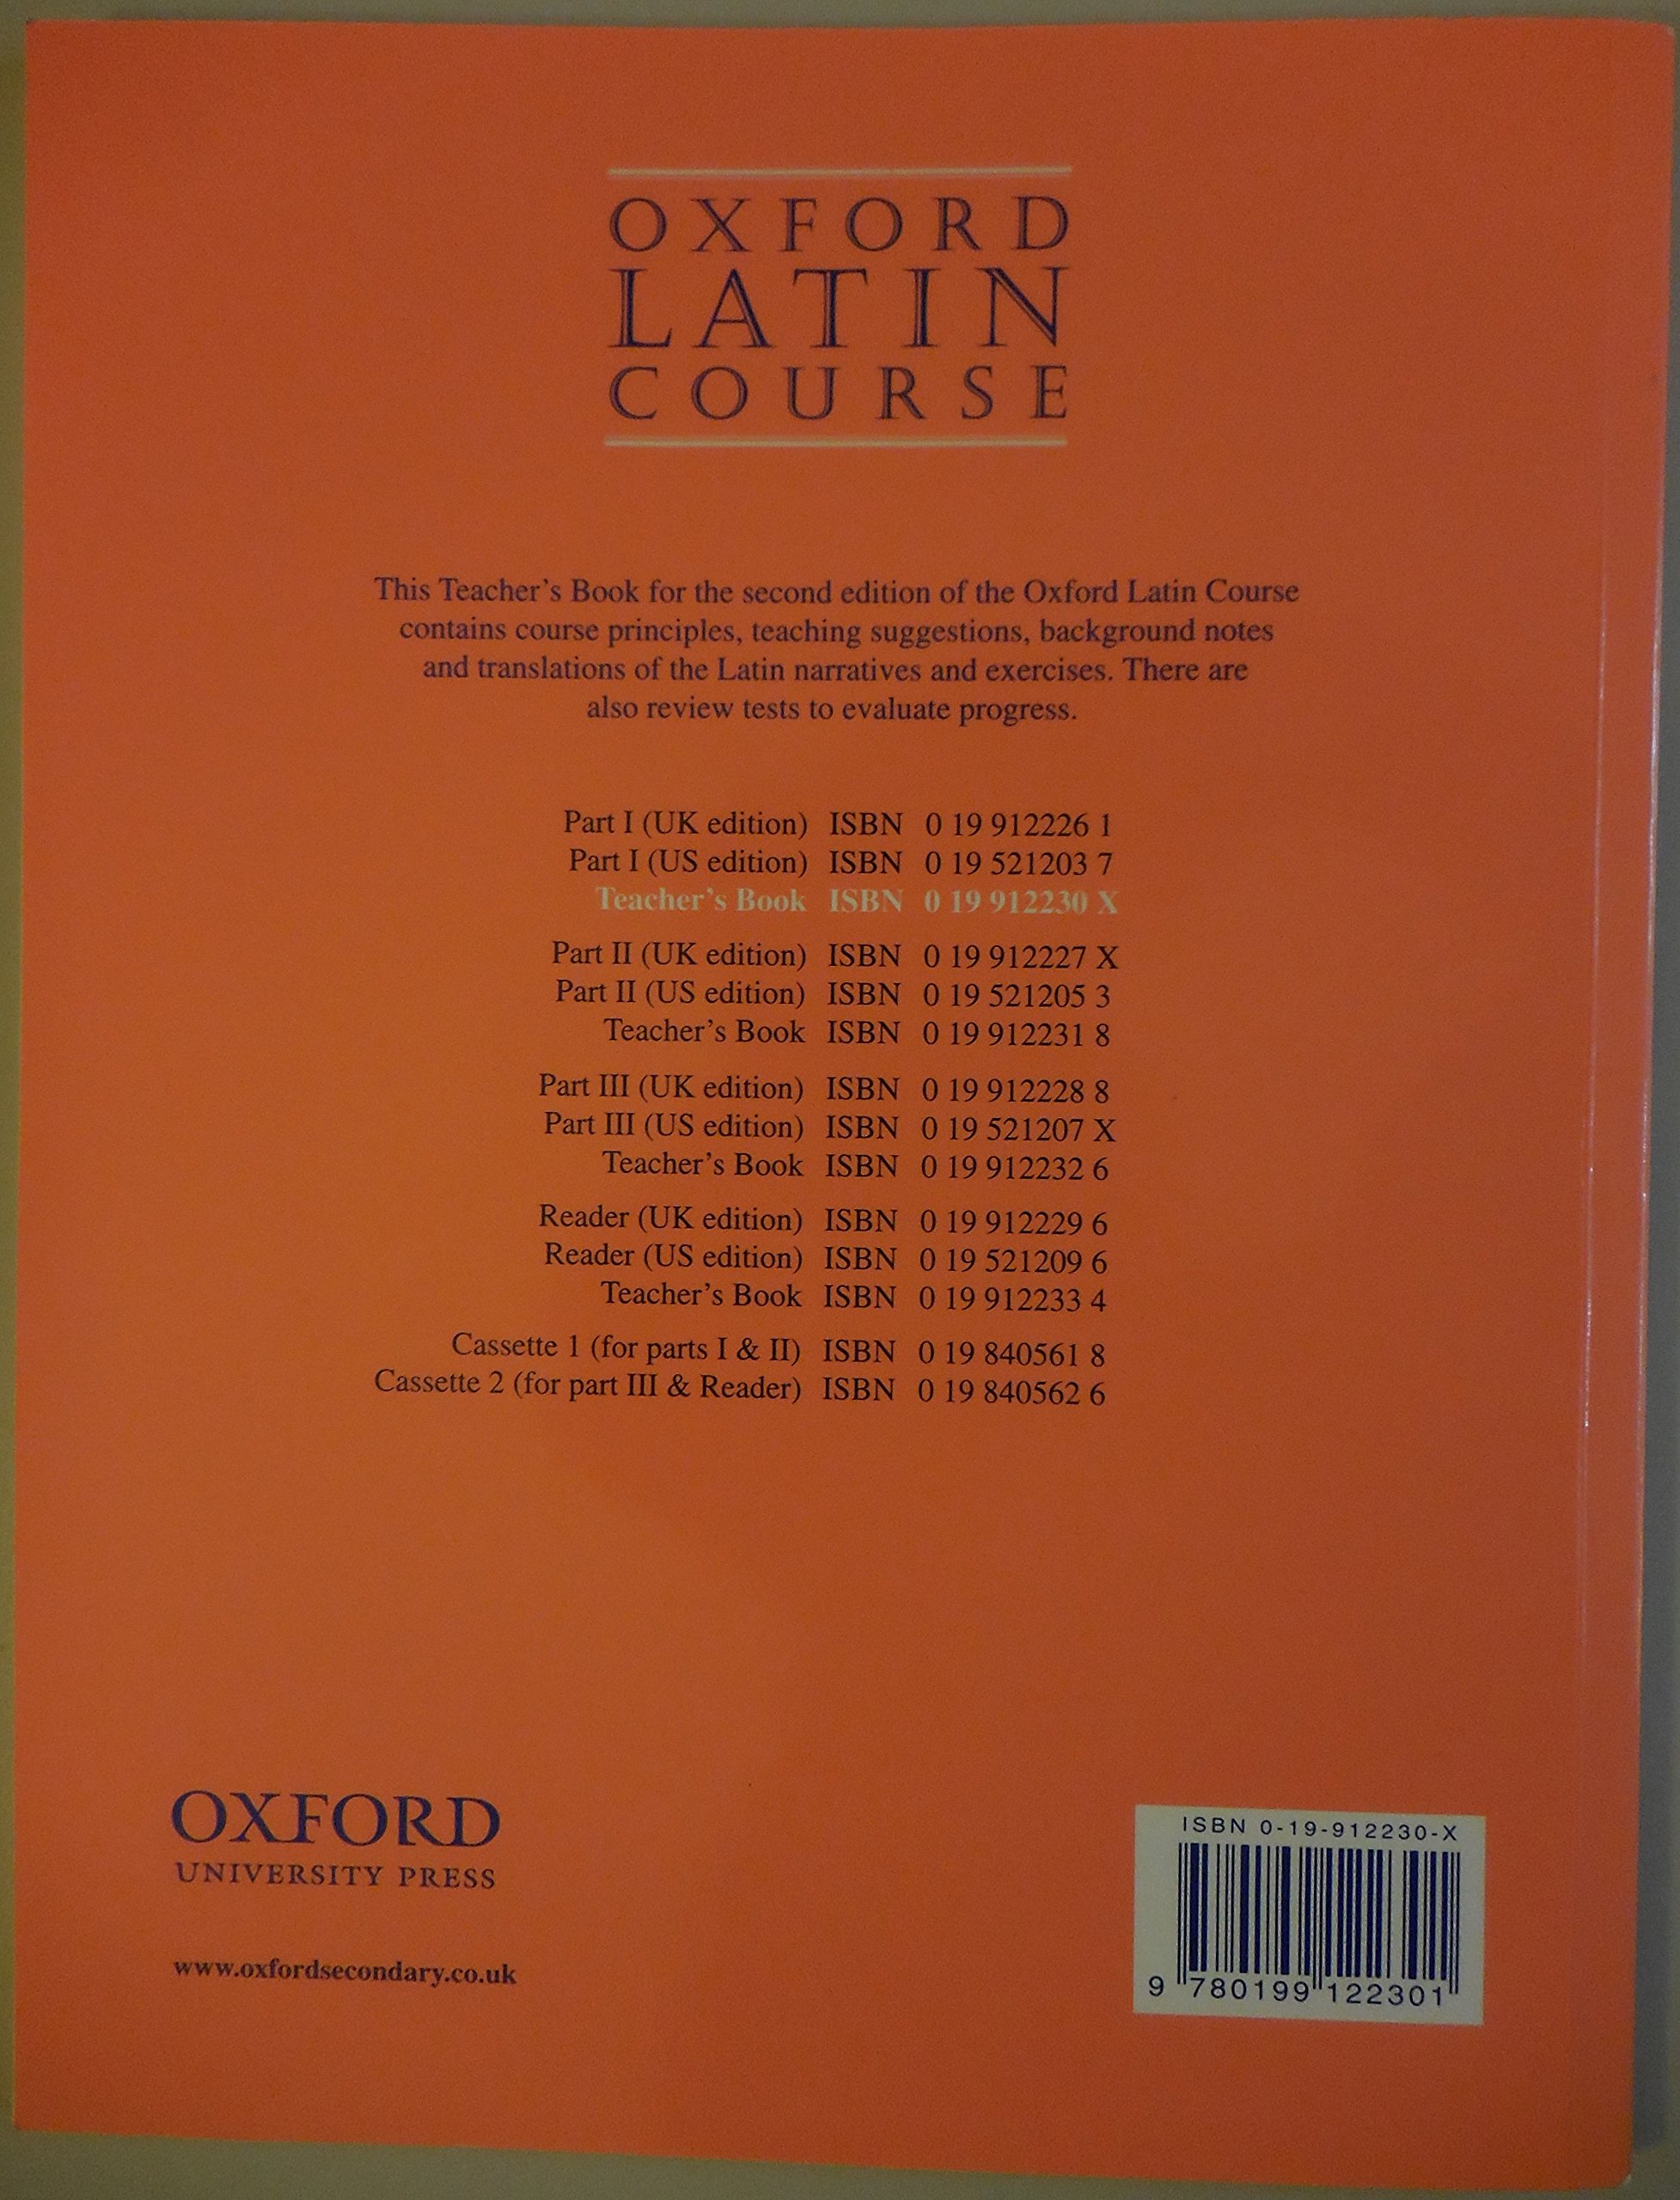 OXFORD
LATIN
COURSE
This Teacher's Book for the second edition of the Oxford Latin Course
contains course principles, teaching suggestions, background notes
and translations of the Latin narratives and exercises. There are
also review tests to evaluate progress.
Part I (UK edition) ISBN 0 19 912226 1
Part I (US edition) ISBN 0 19 521203 7
Teacher's Book ISBN 0 19 912230 X
Part II (UK edition) ISBN 0 19 912227 X
Part II (US edition) ISBN 0 19 521205 3
Teacher's Book ISBN 0 19 912231 8
Part III (UK edition) ISBN 0 19 912228 8
Part III (US edition) ISBN 0 19 521207 X
Teacher's Book ISBN 0 19 912232 6
Reader (UK edition) ISBN 0 19 912229 6
Reader (US edition) ISBN 0 19 521209 6
Teacher's Book ISBN 0 19 912233 4
Cassette 1 (for parts I & II) ISBN 0 19 840561 8
Cassette 2 (for part III & Reader) ISBN 0 19 840562 6
OXFORD
UNIVERSITY PRESS
www.oxfordsecondary.co.uk
ISBN 0-19-912230-X
9 780199 122301